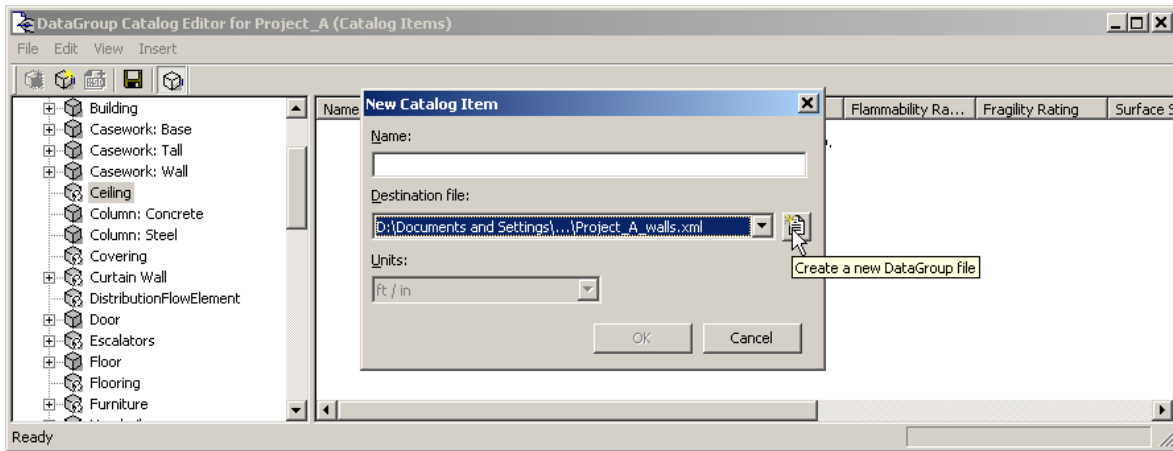 DataGroup Catalog Editor for Project_A (Catalog Items)
File Edit View Insert
Building
Casework: Base
Casework: Tall
Casework: Wall
Ceiling
Column: Concrete
Column: Steel
Covering
Curtain Wall
DistributionFlowElement
Door
Escalators
Floor
Flooring
Furniture
Name
Flammability Ra... Fragility Rating Surface S
New Catalog Item
Name:
Destination file:
D:\Documents and Settings\...\Project_A_walls.xml
Create a new DataGroup file
Units:
ft / in
OK Cancel
Ready